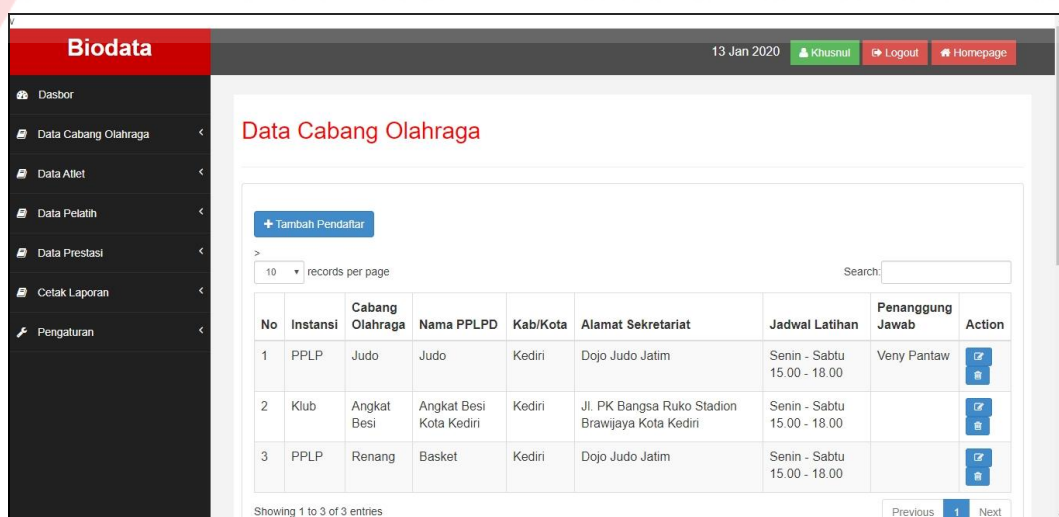 v
Biodata
13 Jan 2020 Khusnul Logout Homepage
Dasbor
Data Cabang Olahraga
Data Atlet
Data Pelatih
Data Prestasi
Cetak Laporan
Pengaturan
Data Cabang Olahraga
+ Tambah Pendaftar
>
10 records per page Search:
No Instansi Cabang Olahraga Nama PPLPD Kab/Kota Alamat Sekretariat Jadwal Latihan Penanggung Jawab Action
1 PPLP Judo Judo Kediri Dojo Judo Jatim Senin - Sabtu 15.00 - 18.00 Veny Pantaw
2 Klub Angkat Besi Angkat Besi Kota Kediri Kediri Jl. PK Bangsa Ruko Stadion Brawijaya Kota Kediri Senin - Sabtu 15.00 - 18.00
3 PPLP Renang Basket Kediri Dojo Judo Jatim Senin - Sabtu 15.00 - 18.00
Showing 1 to 3 of 3 entries Previous 1 Next